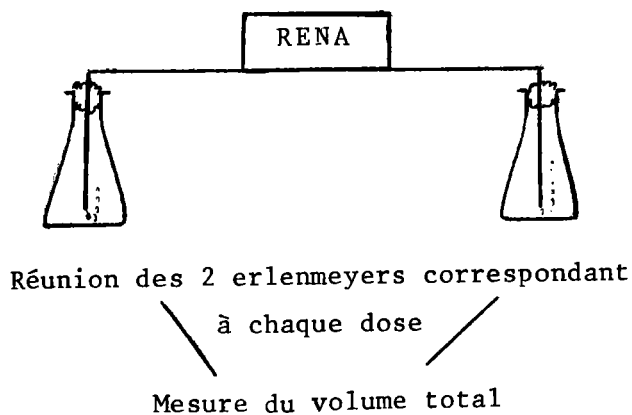 RENA
Réunion des 2 erlenmeyers correspondant
à chaque dose
Mesure du volume total